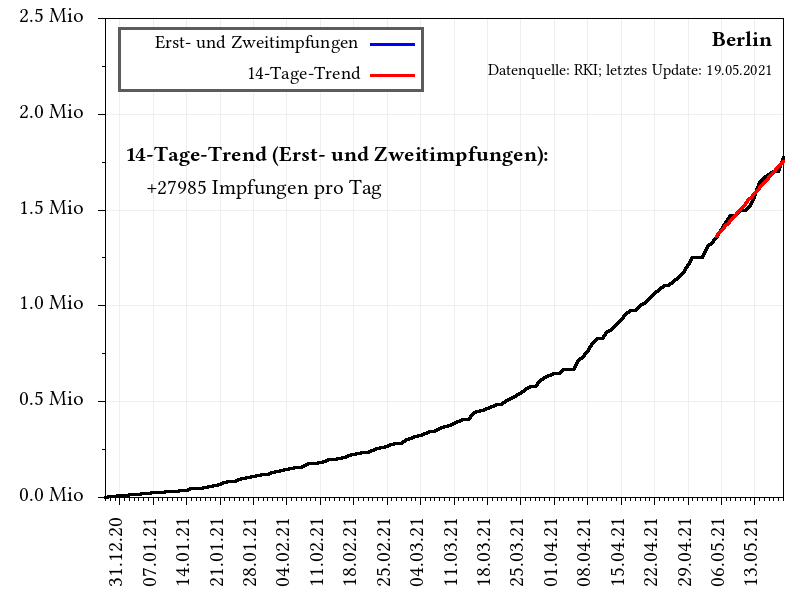 2.5 Mio
2.0 Mio
1.5 Mio
1.0 Mio
0.5 Mio
0.0 Mio
Erst- und Zweitimpfungen
14-Tage-Trend
Berlin
Datenquelle: RKI; letztes Update: 19.05.2021
14-Tage-Trend (Erst- und Zweitimpfungen):
+27985 Impfungen pro Tag
31.12.20
07.01.21
14.01.21
21.01.21
28.01.21
04.02.21
11.02.21
18.02.21
25.02.21
04.03.21
11.03.21
18.03.21
25.03.21
01.04.21
08.04.21
15.04.21
22.04.21
29.04.21
06.05.21
13.05.21